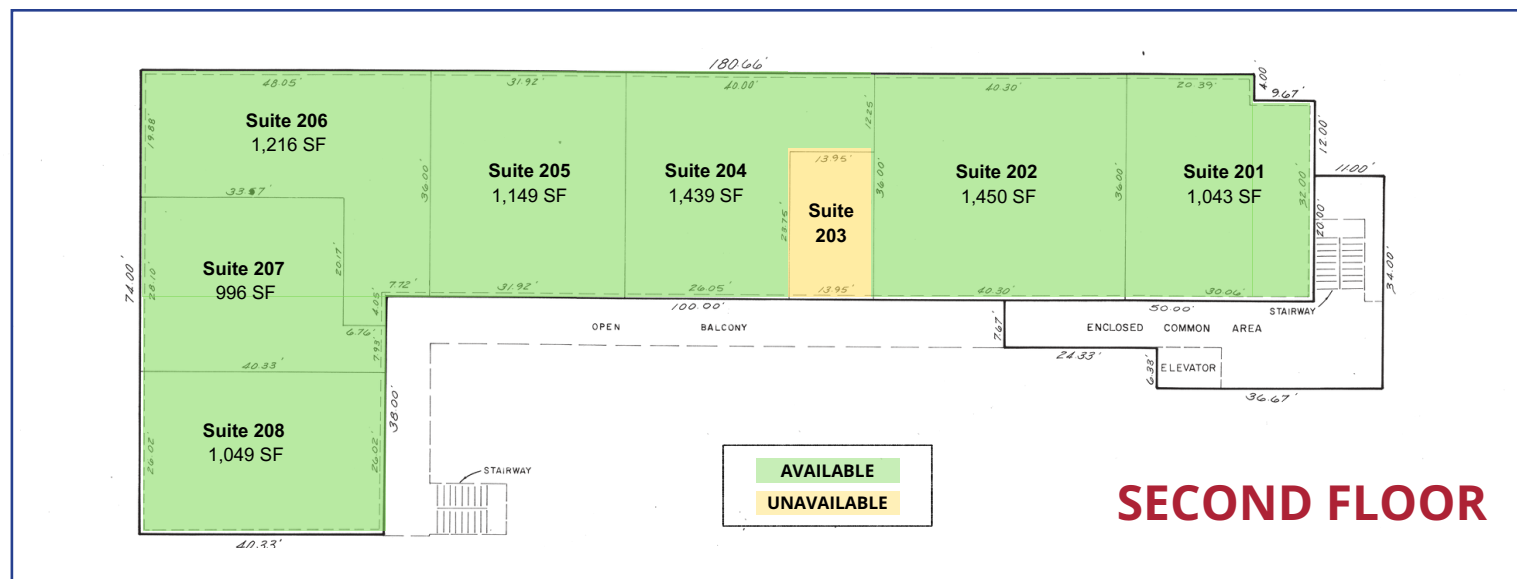 180.66'
48.05'
31.92'
40.00'
40.30'
20.39'
4.00'
9.67'
19.88'
Suite 206
1,216 SF
12.25
12.00'
36.00'
Suite 205
1,149 SF
Suite 204
1,439 SF
13.95'
36.00'
Suite 202
1,450 SF
36.00'
Suite 201
1,043 SF
32.00'
11.00'
33.57'
23.75'
Suite
203
20.00'
34.00'
74.00'
28.10'
Suite 207
996 SF
20.17'
7.72'
4.05'
31.92'
26.05'
13.95'
40.30'
30.06'
100.00'
50.00'
STAIRWAY
6.76'
7.93'
OPEN BALCONY
7.67'
ENCLOSED COMMON AREA
24.33'
6.38'
ELEVATOR
36.67'
40.33
38.00'
26.02'
Suite 208
1,049 SF
26.02'
STAIRWAY
40.33'
AVAILABLE
UNAVAILABLE
SECOND FLOOR